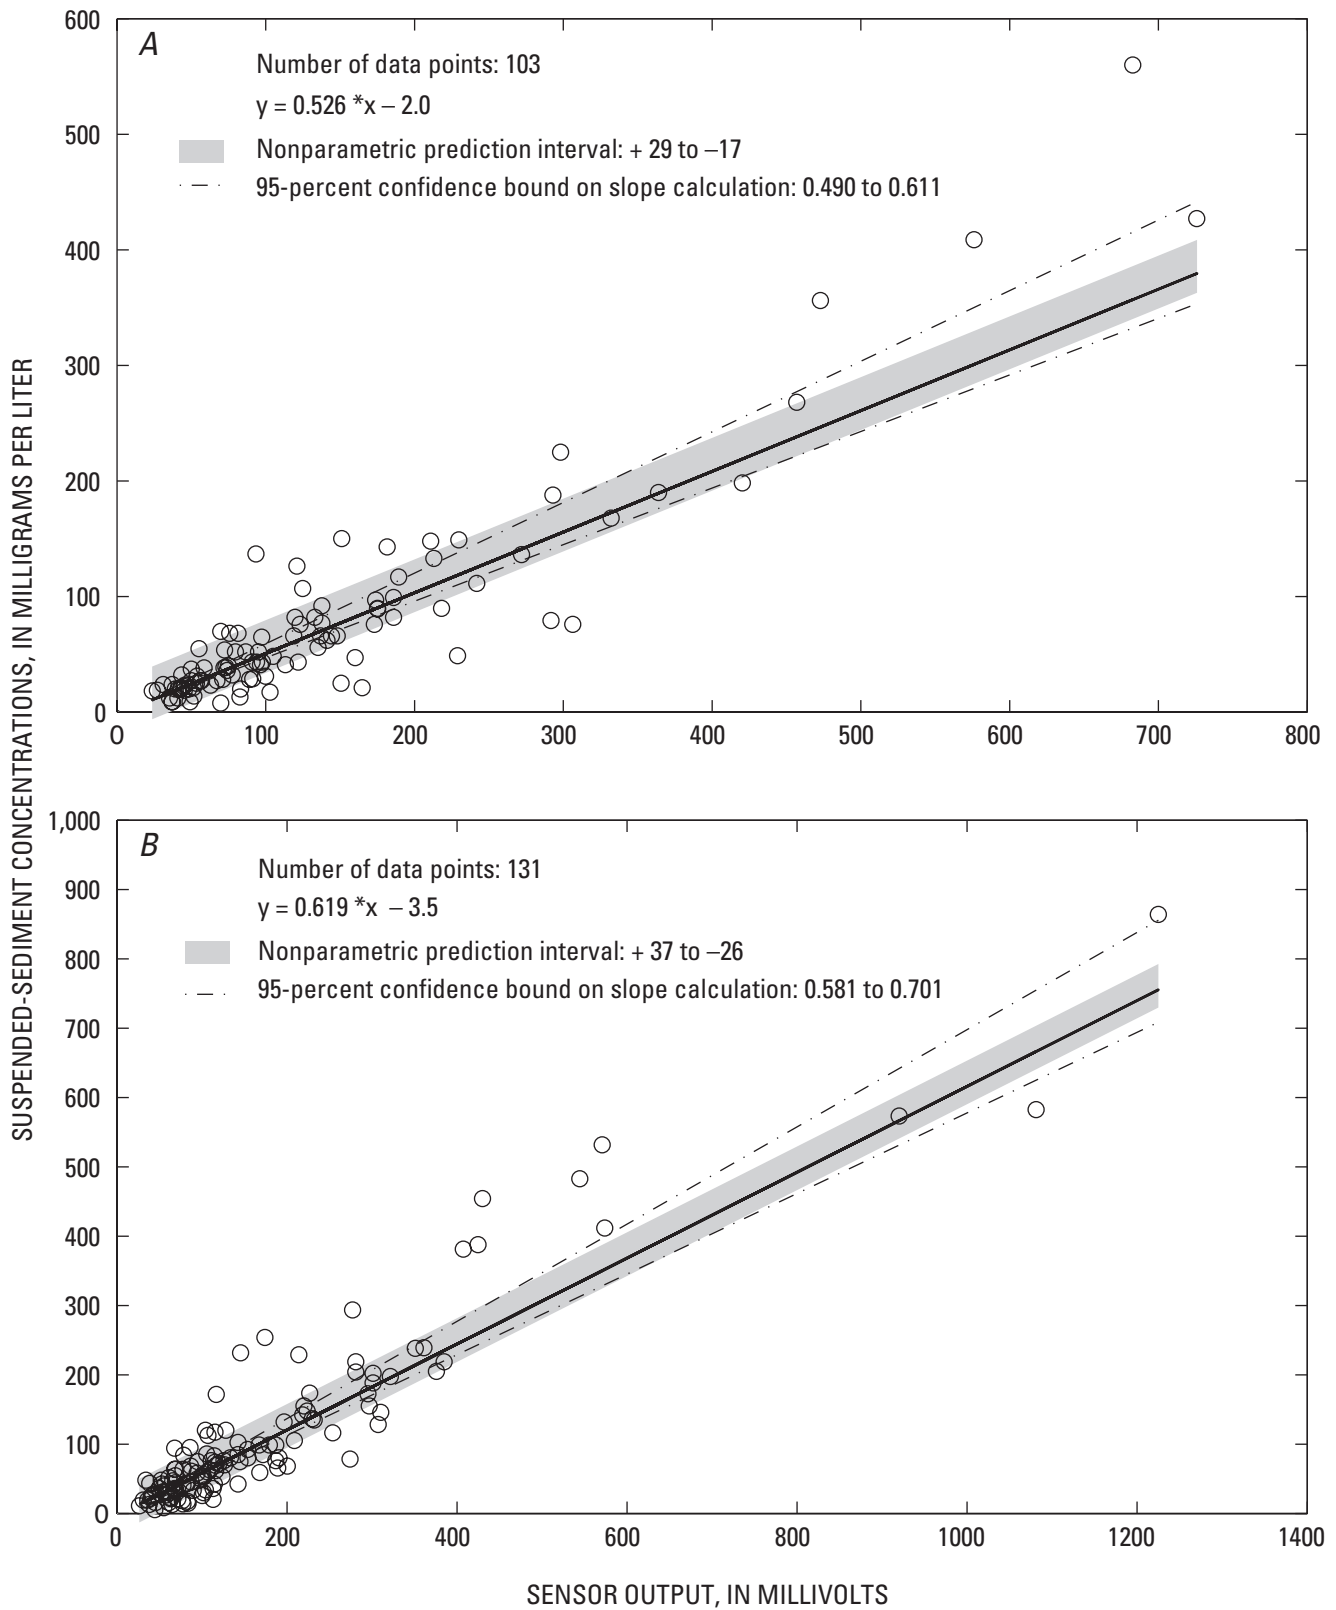 SUSPENDED-SEDIMENT CONCENTRATIONS, IN MILLIGRAMS PER LITER
A
Number of data points: 103
y = 0.526 *x – 2.0
Nonparametric prediction interval: + 29 to –17
95-percent confidence bound on slope calculation: 0.490 to 0.611
600
500
400
300
200
100
0
O 100 200 300 400 500 600 700 800
B
Number of data points: 131
y = 0.619 *x – 3.5
Nonparametric prediction interval: + 37 to –26
95-percent confidence bound on slope calculation: 0.581 to 0.701
1,000
900
800
700
600
500
400
300
200
100
O
0 200 400 600 800 1000 1200 1400
SENSOR OUTPUT, IN MILLIVOLTS